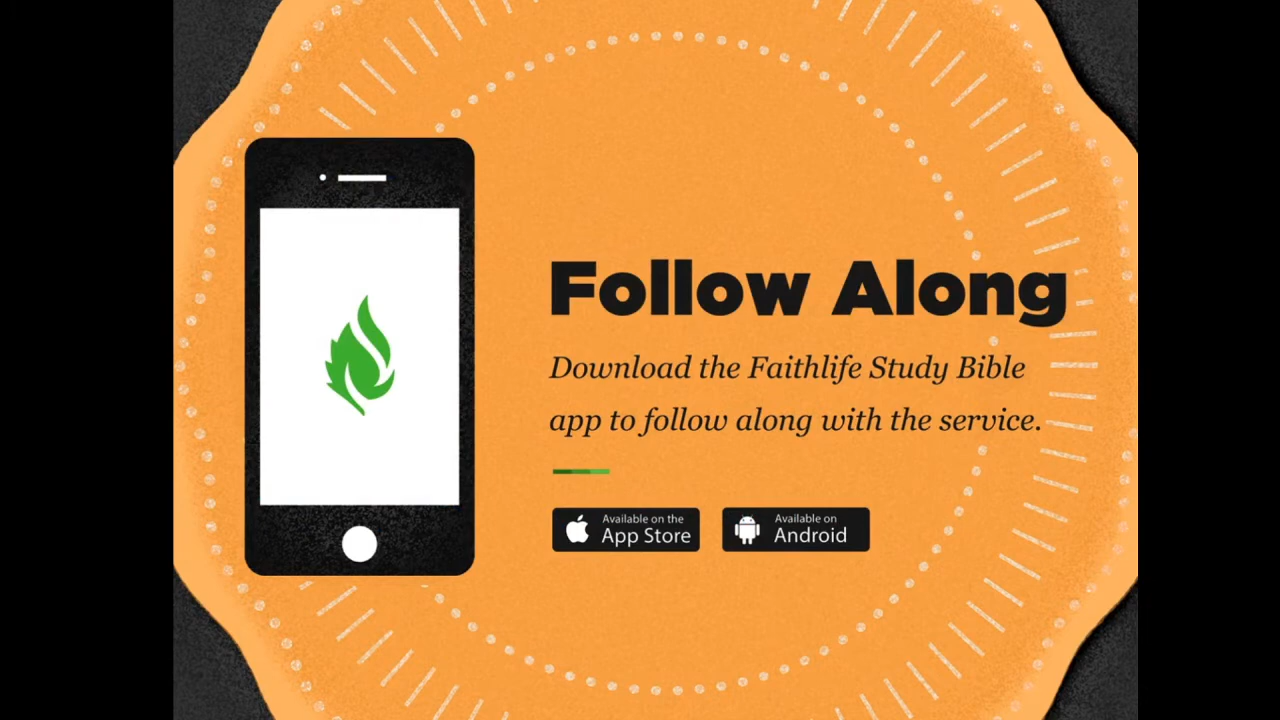 Follow Along
Download the Faithlife Study Bible
app to follow along with the service.
Available on the
App Store
Available on
Android